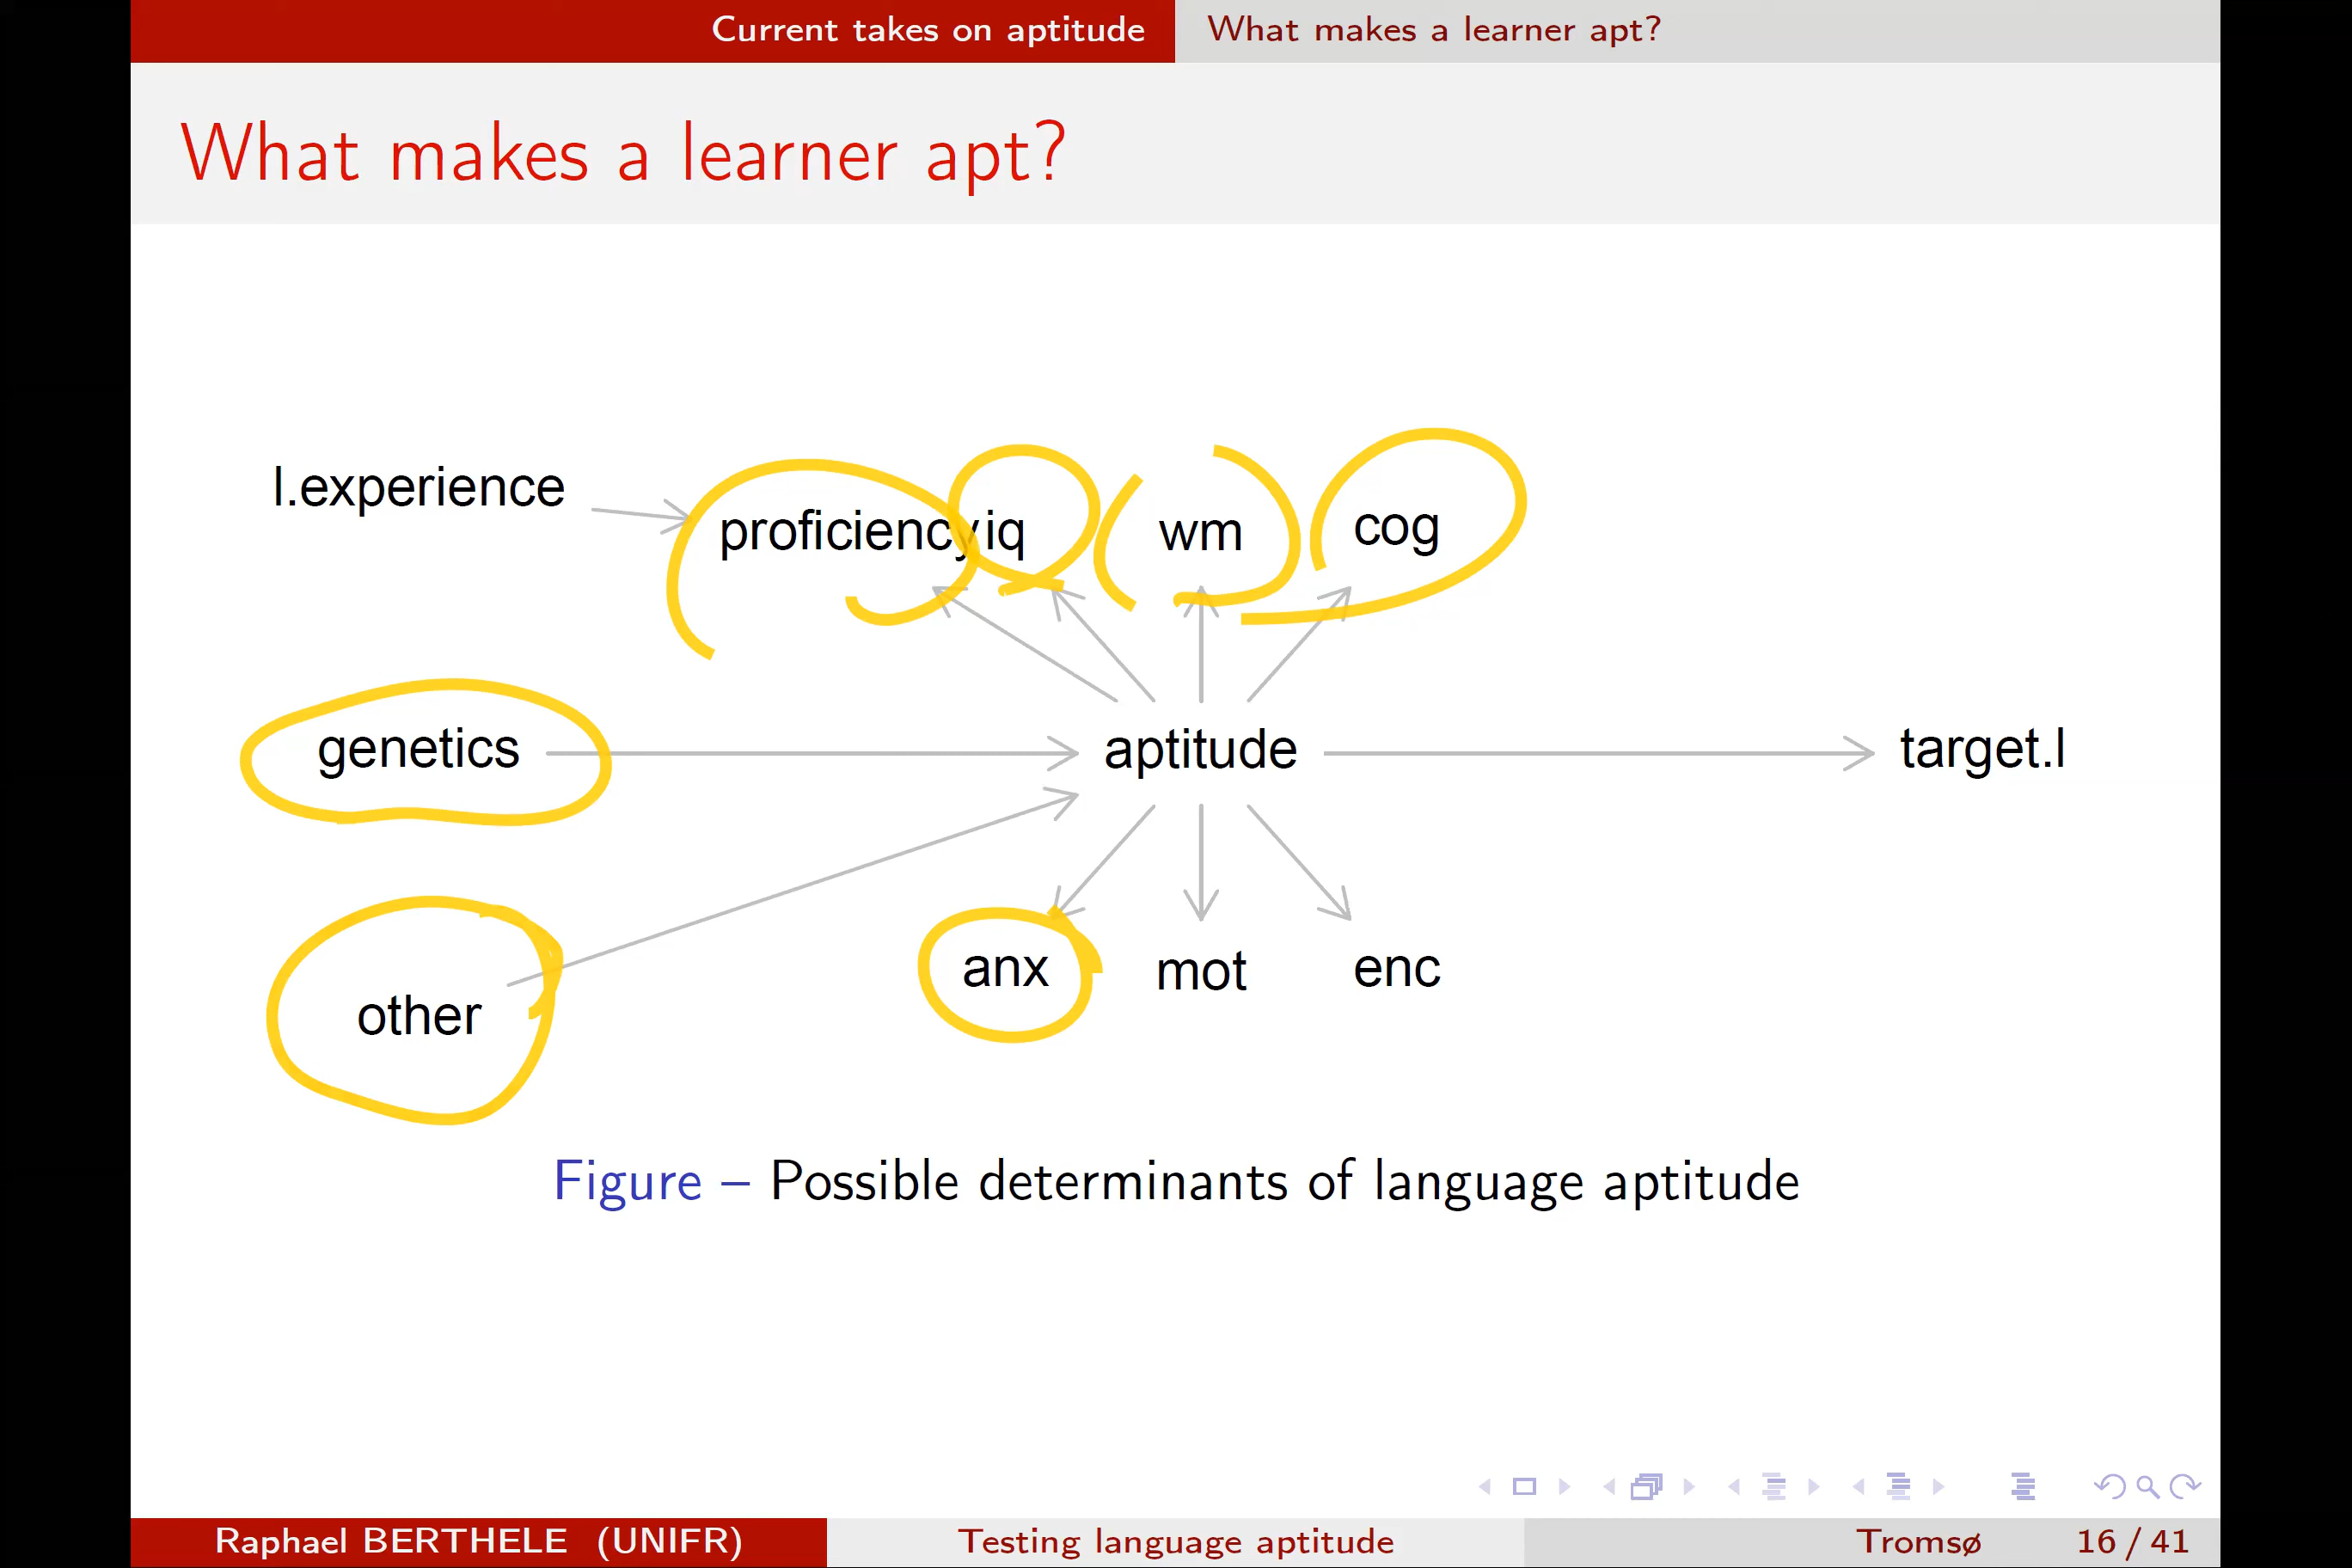 Current takes on aptitude What makes a learner apt?
What makes a learner apt?
l.experience
proficiency iq wm cog
genetics aptitude target.l
anx mot enc
other
Figure – Possible determinants of language aptitude
Raphael BERTHELE (UNIFR) Testing language aptitude Tromsø 16 / 41